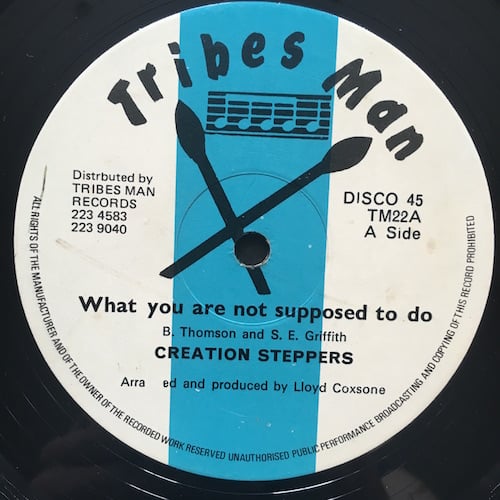 Tribes Man
Distrbuted by
TRIBES MAN
RECORDS
223 4583
223 9040
DISCO 45
TM22A
A Side
What you are not supposed to do
B. Thomson and S. E. Griffith
CREATION STEPPERS
Arra ed and produced by Lloyd Coxsone
ALL RIGHTS OF THE MANUFACTURER AND OF THE OWNER OF THE RECORDED WORK RESERVED UNAUTHORISED PUBLIC PERFORMANCE BROADCASTING AND COPYING OF THIS RECORD PROHIBITED